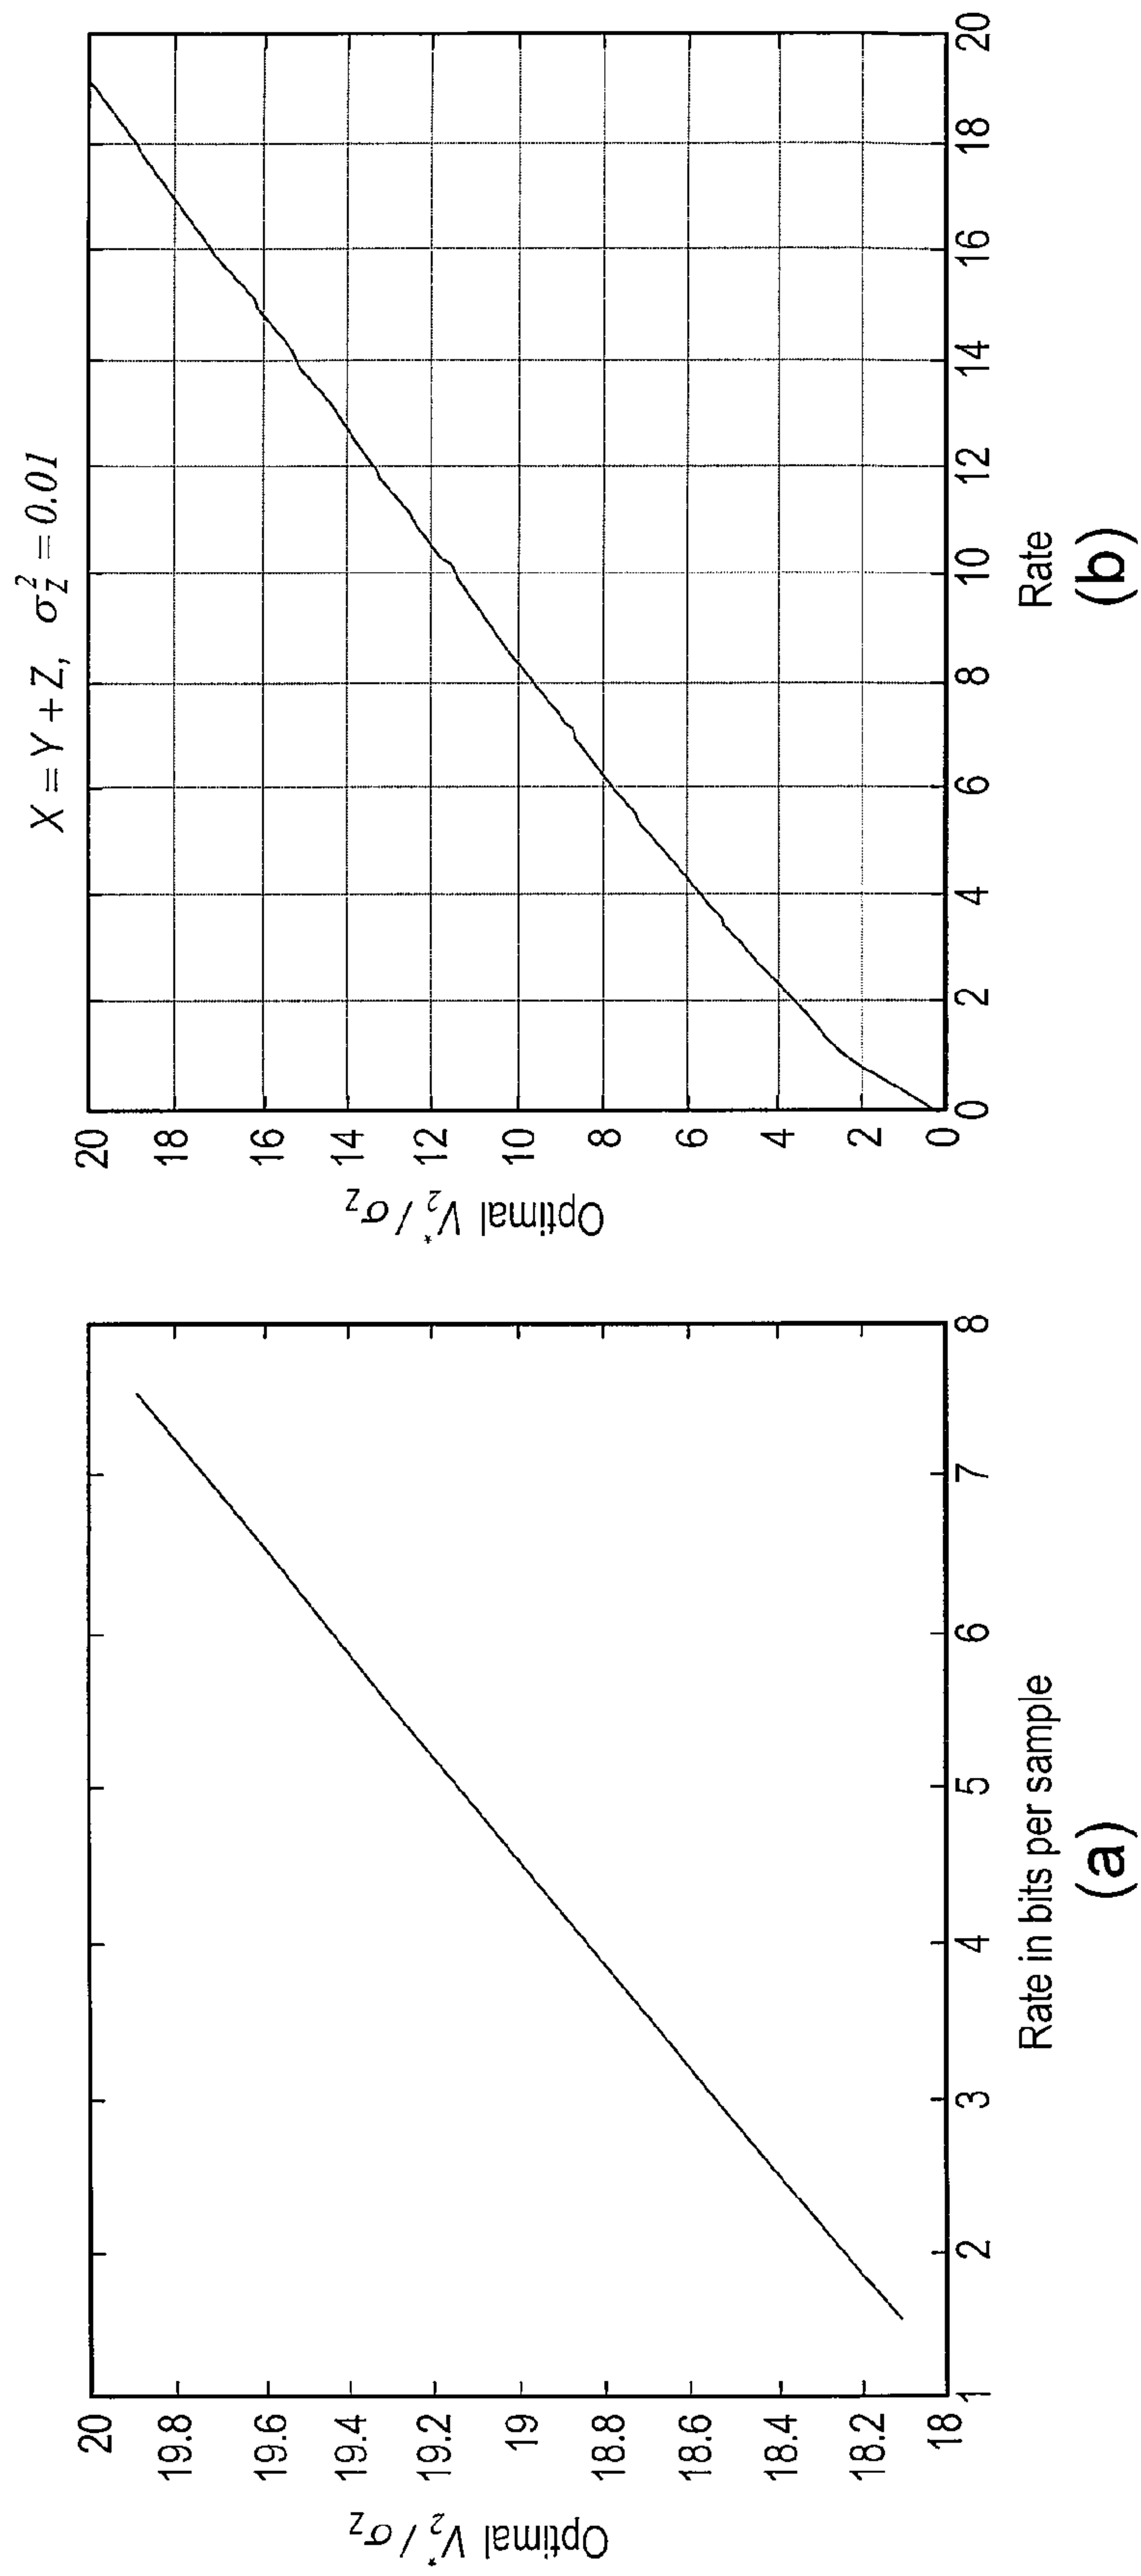 Optimal V₂* / σ_Z
20
19.8
19.6
19.4
19.2
19
18.8
18.6
18.4
18.2
18
1 2 3 4 5 6 7 8
Rate in bits per sample
(a)
X = Y + Z, σ_Z² = 0.01
Optimal V₂* / σ_Z
20
18
16
14
12
10
8
6
4
2
0
0 2 4 6 8 10 12 14 16 18 20
Rate
(b)